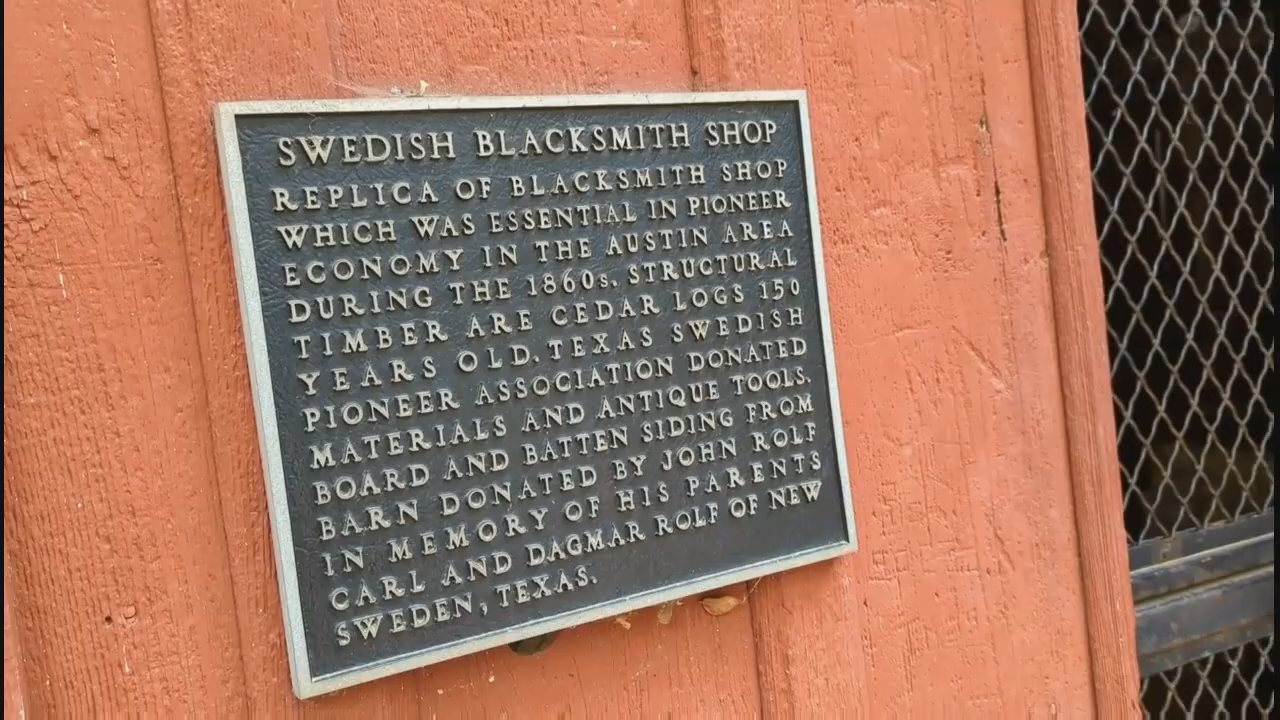 SWEDISH BLACKSMITH SHOP
REPLICA OF BLACKSMITH SHOP
WHICH WAS ESSENTIAL IN PIONEER
ECONOMY IN THE AUSTIN AREA
DURING THE 1860s. STRUCTURAL
TIMBER ARE CEDAR LOGS 150
YEARS OLD. TEXAS SWEDISH
PIONEER ASSOCIATION DONATED
MATERIALS AND ANTIQUE TOOLS.
BOARD AND BATTEN SIDING FROM
BARN DONATED BY JOHN ROLF
IN MEMORY OF HIS PARENTS
CARL AND DAGMAR ROLF OF NEW
SWEDEN, TEXAS.